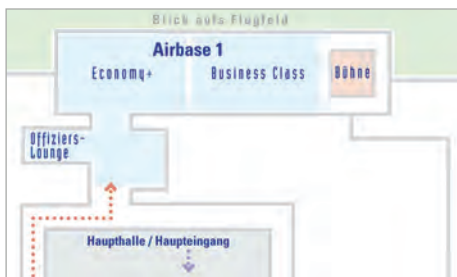 Blick aufs Flugfeld
Airbase 1
Economy+ Business Class Bühne
Offiziers-
Lounge
Haupthalle / Haupteingang